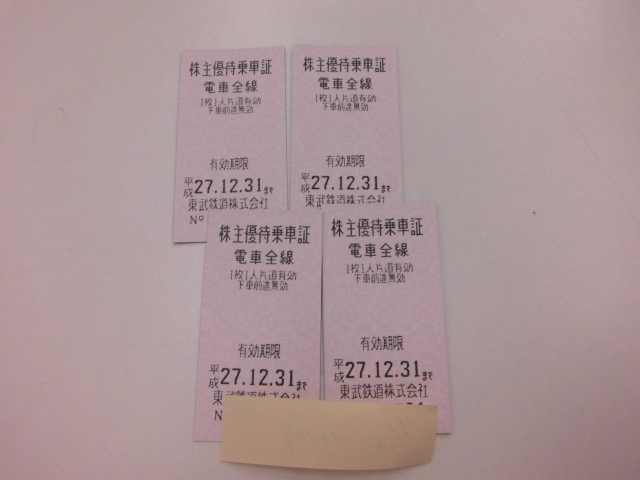 株主優待乗車証
電車全線
1枚1人片道有効
下車前途無効
有効期限
平成27.12.31まで
東武鉄道株式会社
No
株主優待乗車証
電車全線
1枚1人片道有効
下車前途無効
有効期限
平成27.12.31まで
東武鉄道株式会社
株主優待乗車証
電車全線
1枚1人片道有効
下車前途無効
有効期限
平成27.12.31まで
東武鉄道株式会社
N
株主優待乗車証
電車全線
1枚1人片道有効
下車前途無効
有効期限
平成27.12.31まで
東武鉄道株式会社